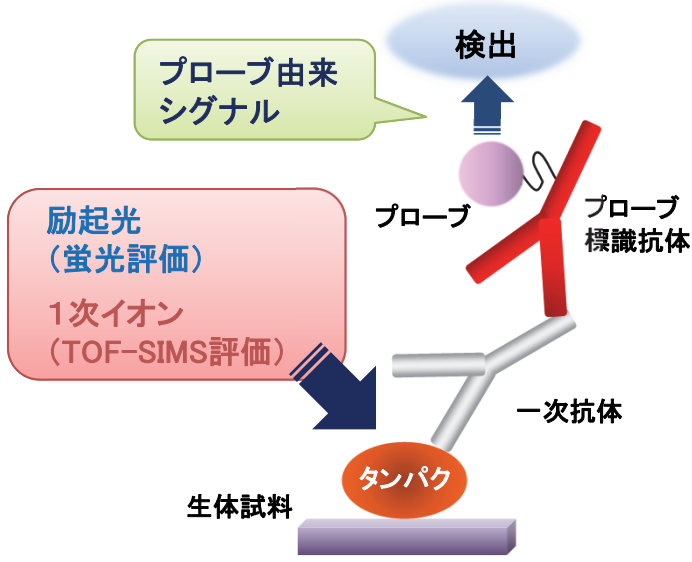 検出
プローブ由来
シグナル
プローブ
プローブ
標識抗体
励起光
（蛍光評価）
１次イオン
（TOF-SIMS評価）
一次抗体
タンパク
生体試料